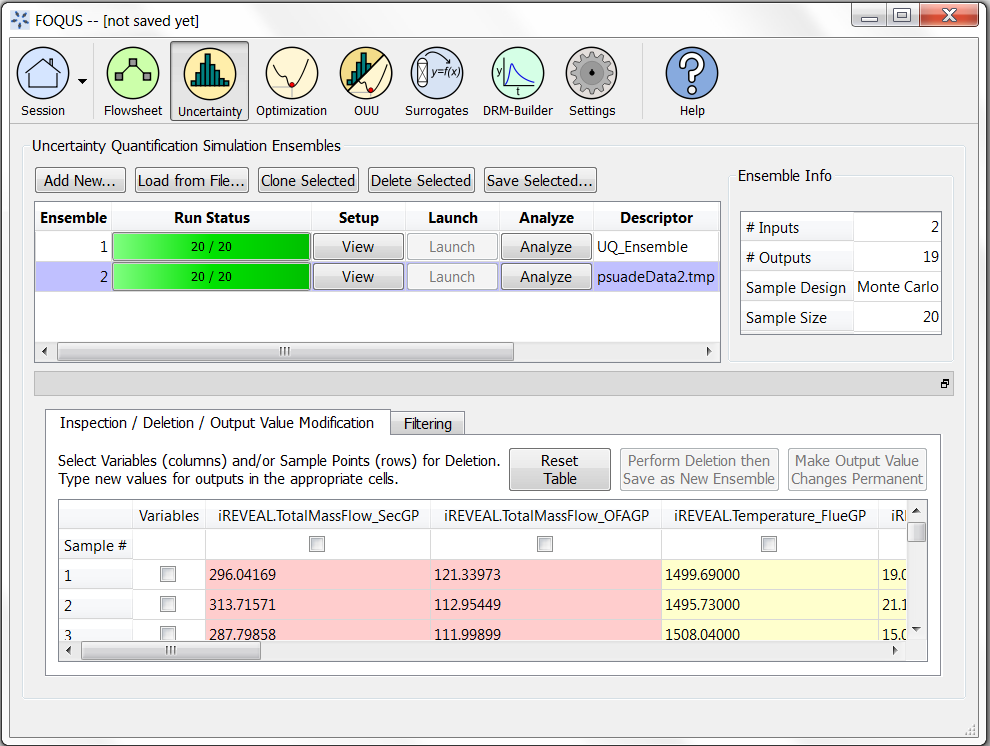 FOQUS -- [not saved yet]
Session Flowsheet Uncertainty Optimization OUU Surrogates DRM-Builder Settings Help
y=f(x)
y
t
?
Uncertainty Quantification Simulation Ensembles
Add New... Load from File... Clone Selected Delete Selected Save Selected...
Ensemble Run Status Setup Launch Analyze Descriptor
1 20 / 20 View Launch Analyze UQ_Ensemble
2 20 / 20 View Launch Analyze psuadeData2.tmp
Ensemble Info
# Inputs 2
# Outputs 19
Sample Design Monte Carlo
Sample Size 20
Inspection / Deletion / Output Value Modification Filtering
Select Variables (columns) and/or Sample Points (rows) for Deletion.
Type new values for outputs in the appropriate cells.
Reset
Table
Perform Deletion then
Save as New Ensemble
Make Output Value
Changes Permanent
Variables iREVEAL.TotalMassFlow_SecGP iREVEAL.TotalMassFlow_OFAGP iREVEAL.Temperature_FlueGP
Sample #
1 296.04169 121.33973 1499.69000 19.0
2 313.71571 112.95449 1495.73000 21.1
3 287.79858 111.99899 1508.04000 15.0